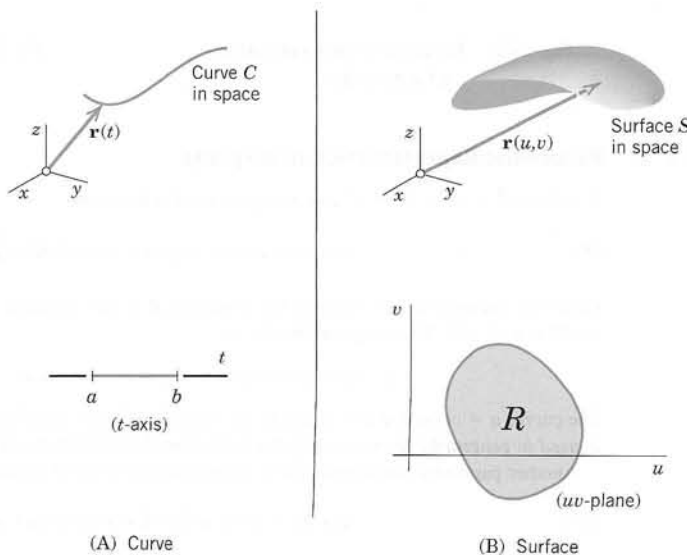 Curve C
in space
r(t)
z
x
y
t
a
b
(t-axis)
(A) Curve
Surface S
in space
r(u,v)
z
x
y
v
R
u
(uv-plane)
(B) Surface